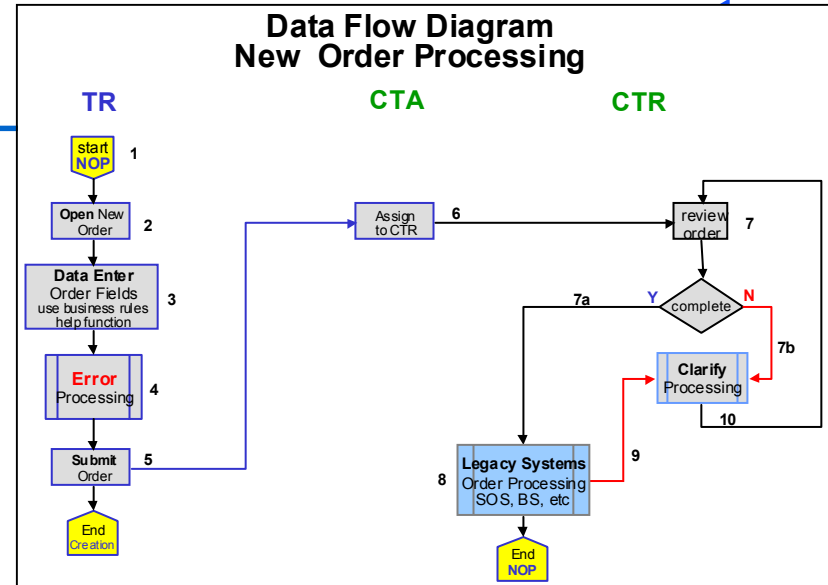 Data Flow Diagram
New Order Processing
TR
CTA
CTR
start
NOP
1
Open New
Order
2
Data Enter
Order Fields
use business rules
help function
3
Error
Processing
4
Submit
Order
5
End
Creation
Assign
to CTR
6
review
order
7
complete
Y
N
7a
7b
Clarify
Processing
10
Legacy Systems
Order Processing
SOS, BS, etc
8
9
End
NOP